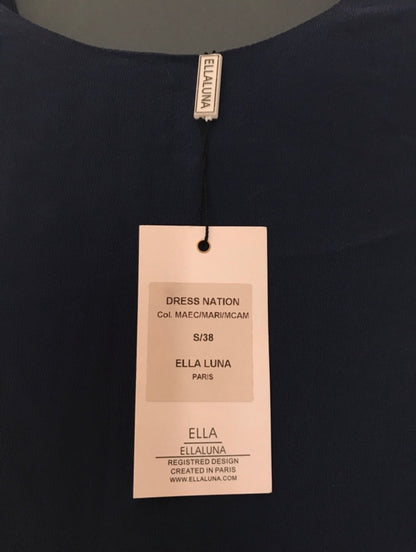 ELLALUNA
DRESS NATION
Col. MAEC/MARI/MCAM
S/38
ELLA LUNA
PARIS
ELLA
ELLALUNA
REGISTRED DESIGN
CREATED IN PARIS
WWW.ELLALUNA.COM